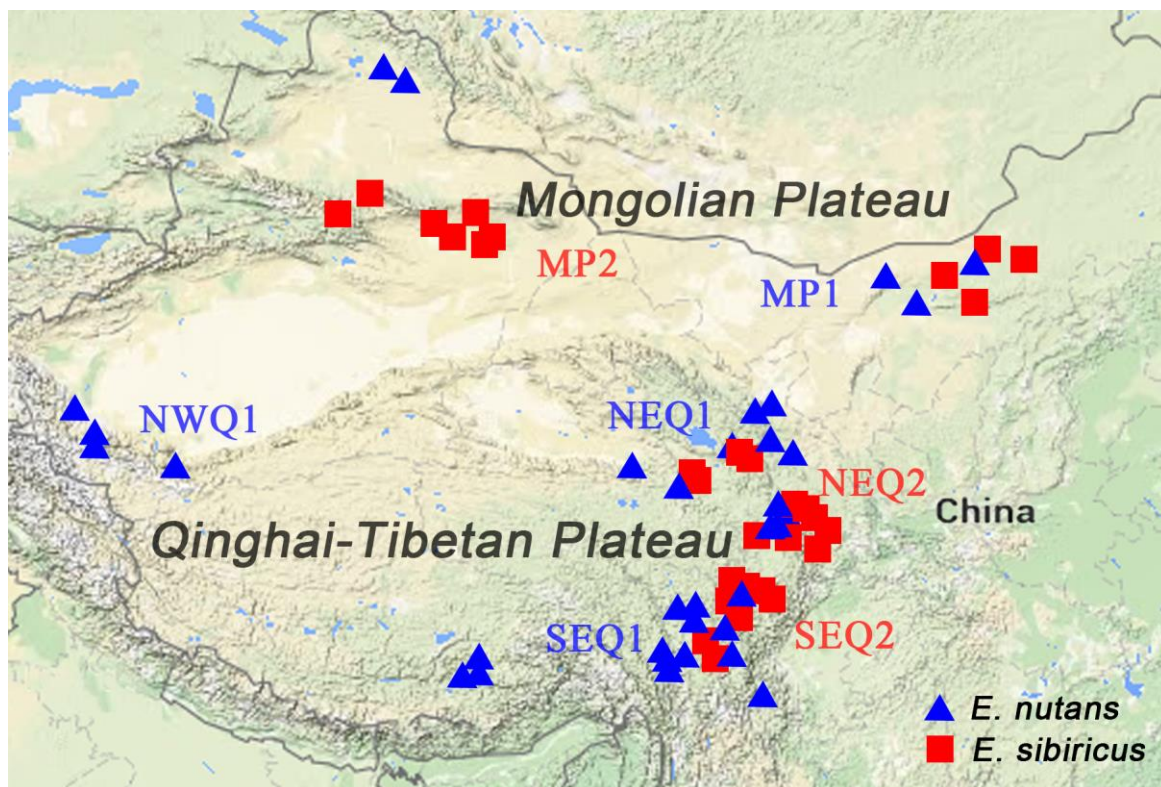 Mongolian Plateau
MP2
MP1
NWQ1
NEQ1
NEQ2
China
Qinghai-Tibetan Plateau
SEQ1
SEQ2
E. nutans
E. sibiricus